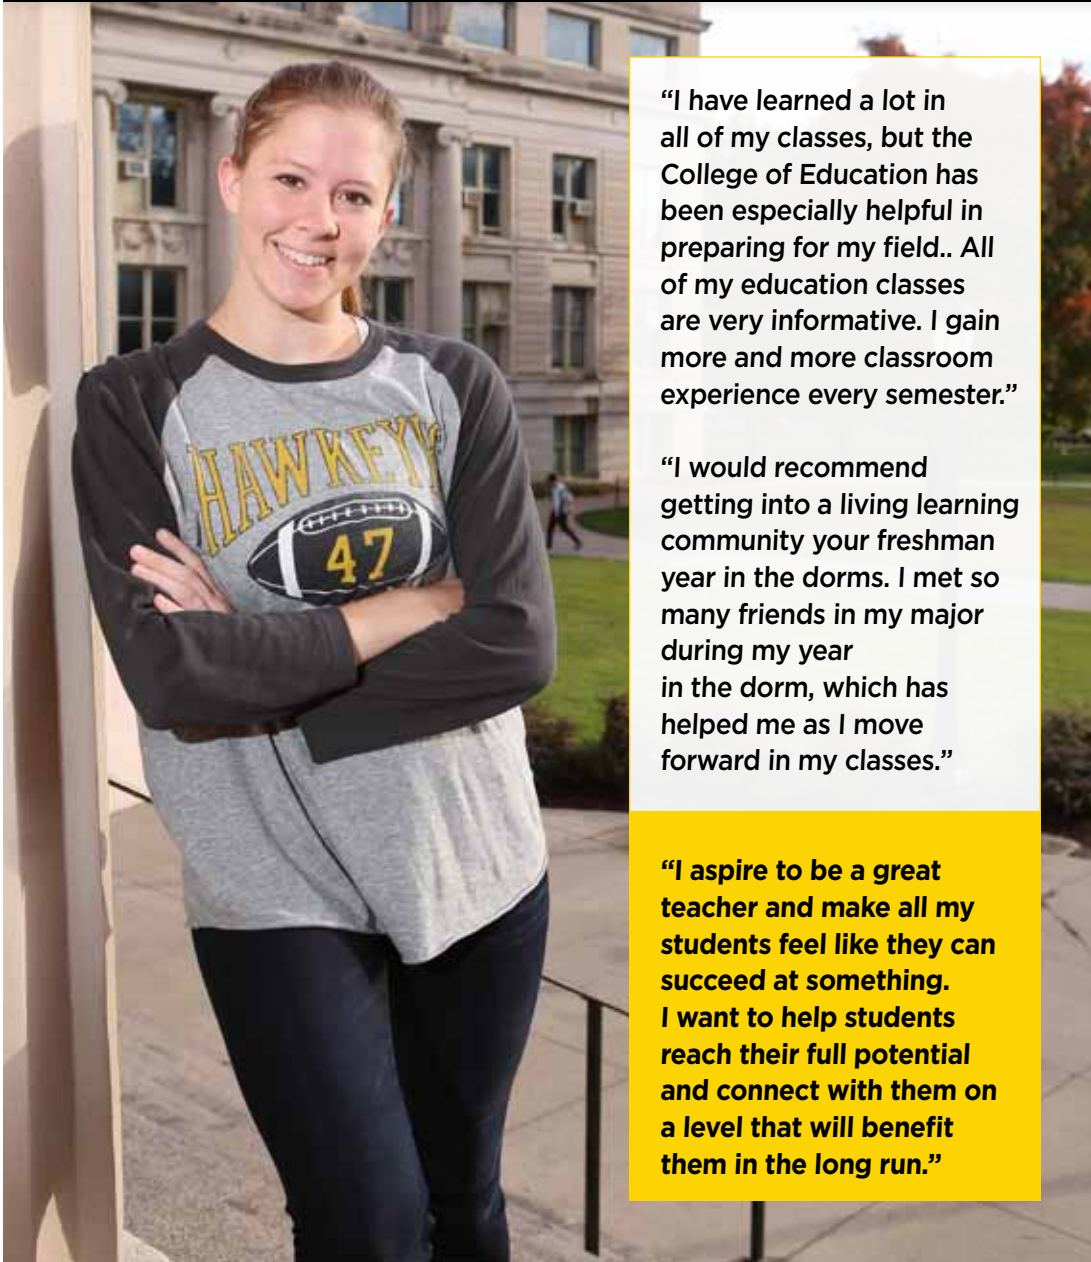 HAWKEYES
47
“I have learned a lot in
all of my classes, but the
College of Education has
been especially helpful in
preparing for my field.. All
of my education classes
are very informative. I gain
more and more classroom
experience every semester.”
“I would recommend
getting into a living learning
community your freshman
year in the dorms. I met so
many friends in my major
during my year
in the dorm, which has
helped me as I move
forward in my classes.”
“I aspire to be a great
teacher and make all my
students feel like they can
succeed at something.
I want to help students
reach their full potential
and connect with them on
a level that will benefit
them in the long run.”